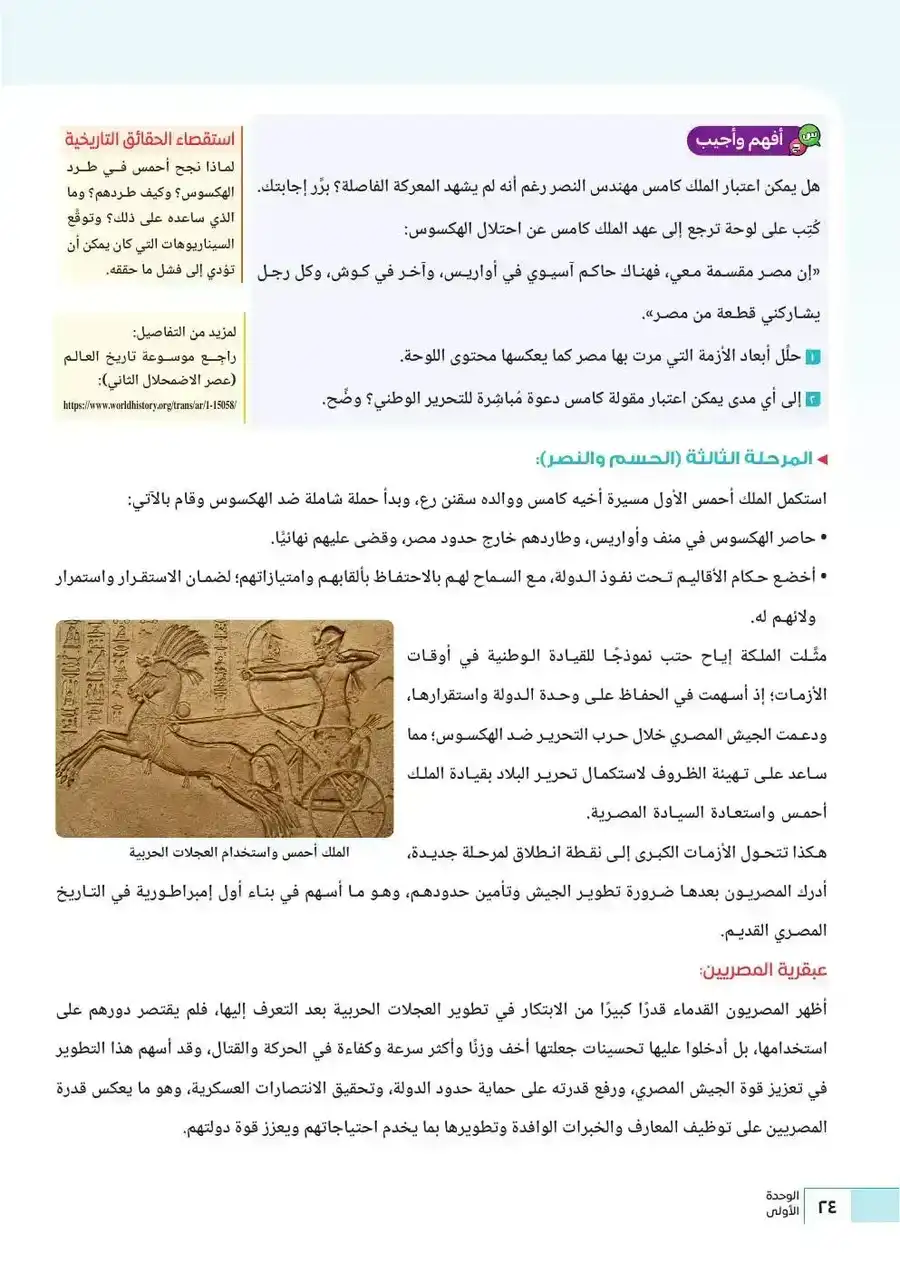 أفهم وأجيب
هل يمكن اعتبار الملك كامس مهندس النصر رغم أنه لم يشهد المعركة الفاصلة؟ برِّر إجابتك.
كُتِب على لوحة ترجع إلى عهد الملك كامس عن احتلال الهكسوس:
«إن مصر مقسمة معي، فهناك حاكم آسيوي في أواريس، وآخر في كوش، وكل رجل
يشاركني قطعة من مصر».
١ حلِّل أبعاد الأزمة التي مرت بها مصر كما يعكسها محتوى اللوحة.
٢ إلى أي مدى يمكن اعتبار مقولة كامس دعوة مُباشِرة للتحرير الوطني؟ وضِّح.
استقصاء الحقائق التاريخية
لماذا نجح أحمس في طرد
الهكسوس؟ وكيف طردهم؟ وما
الذي ساعده على ذلك؟ وتوقَّع
السيناريوهات التي كان يمكن أن
تؤدي إلى فشل ما حققه.
لمزيد من التفاصيل:
راجِع موسوعة تاريخ العالم
(عصر الاضمحلال الثاني):
https://www.worldhistory.org/trans/ar/1-15058/
المرحلة الثالثة (الحسم والنصر):
استكمل الملك أحمس الأول مسيرة أخيه كامس ووالده سقنن رع، وبدأ حملة شاملة ضد الهكسوس وقام بالآتي:
• حاصر الهكسوس في منف وأواريس، وطاردهم خارج حدود مصر، وقضى عليهم نهائيًّا.
• أخضع حكام الأقاليم تحت نفوذ الدولة، مع السماح لهم بالاحتفاظ بألقابهم وامتيازاتهم؛ لضمان الاستقرار واستمرار
ولائهم له.
مثَّلت الملكة إياح حتب نموذجًا للقيادة الوطنية في أوقات
الأزمات؛ إذ أسهمت في الحفاظ على وحدة الدولة واستقرارها،
ودعمت الجيش المصري خلال حرب التحرير ضد الهكسوس؛ مما
ساعد على تهيئة الظروف لاستكمال تحرير البلاد بقيادة الملك
أحمس واستعادة السيادة المصرية.
الملك أحمس واستخدام العجلات الحربية
هكذا تتحول الأزمات الكبرى إلى نقطة انطلاق لمرحلة جديدة،
أدرك المصريون بعدها ضرورة تطوير الجيش وتأمين حدودهم، وهو ما أسهم في بناء أول إمبراطورية في التاريخ
المصري القديم.
عبقرية المصريين:
أظهر المصريون القدماء قدرًا كبيرًا من الابتكار في تطوير العجلات الحربية بعد التعرف إليها، فلم يقتصر دورهم على
استخدامها، بل أدخلوا عليها تحسينات جعلتها أخف وزنًا وأكثر سرعة وكفاءة في الحركة والقتال، وقد أسهم هذا التطوير
في تعزيز قوة الجيش المصري، ورفع قدرته على حماية حدود الدولة، وتحقيق الانتصارات العسكرية، وهو ما يعكس قدرة
المصريين على توظيف المعارف والخبرات الوافدة وتطويرها بما يخدم احتياجاتهم ويعزز قوة دولتهم.
٢٤
الوحدة
الأولى